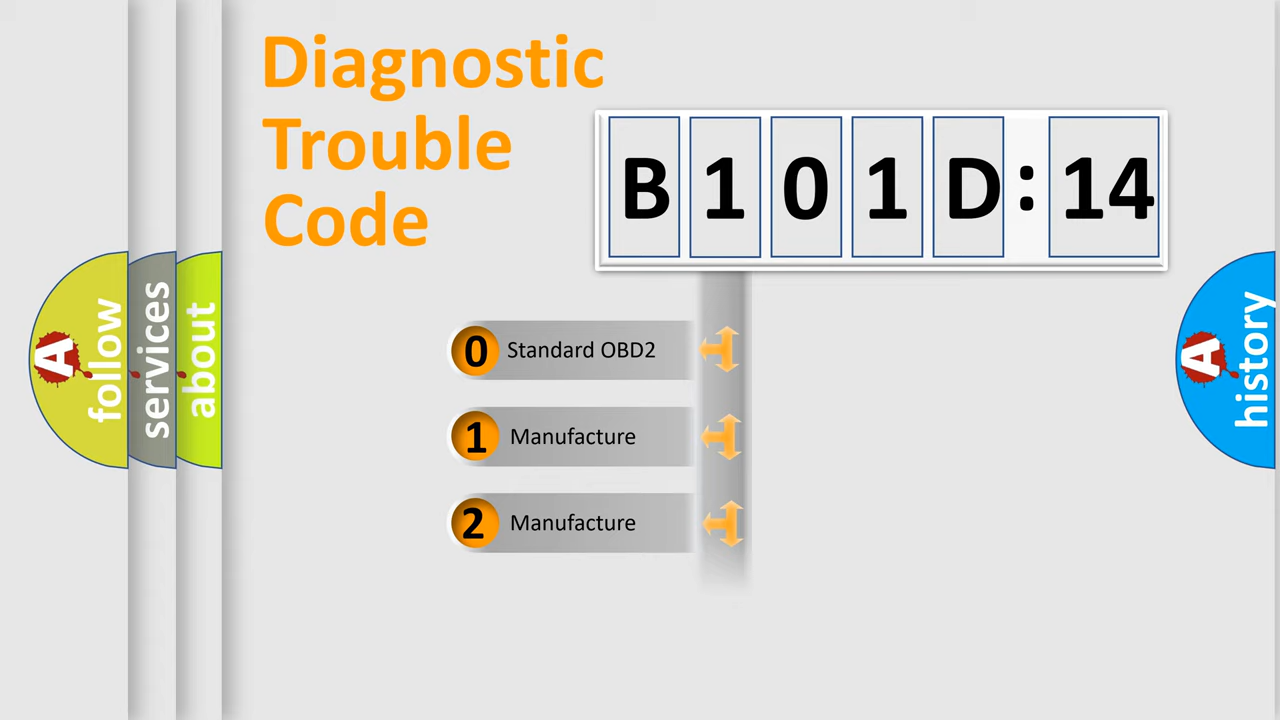 Diagnostic
Trouble
Code
B 1 0 1 D : 14
0 Standard OBD2
1 Manufacture
2 Manufacture
A follow
services
about
A history